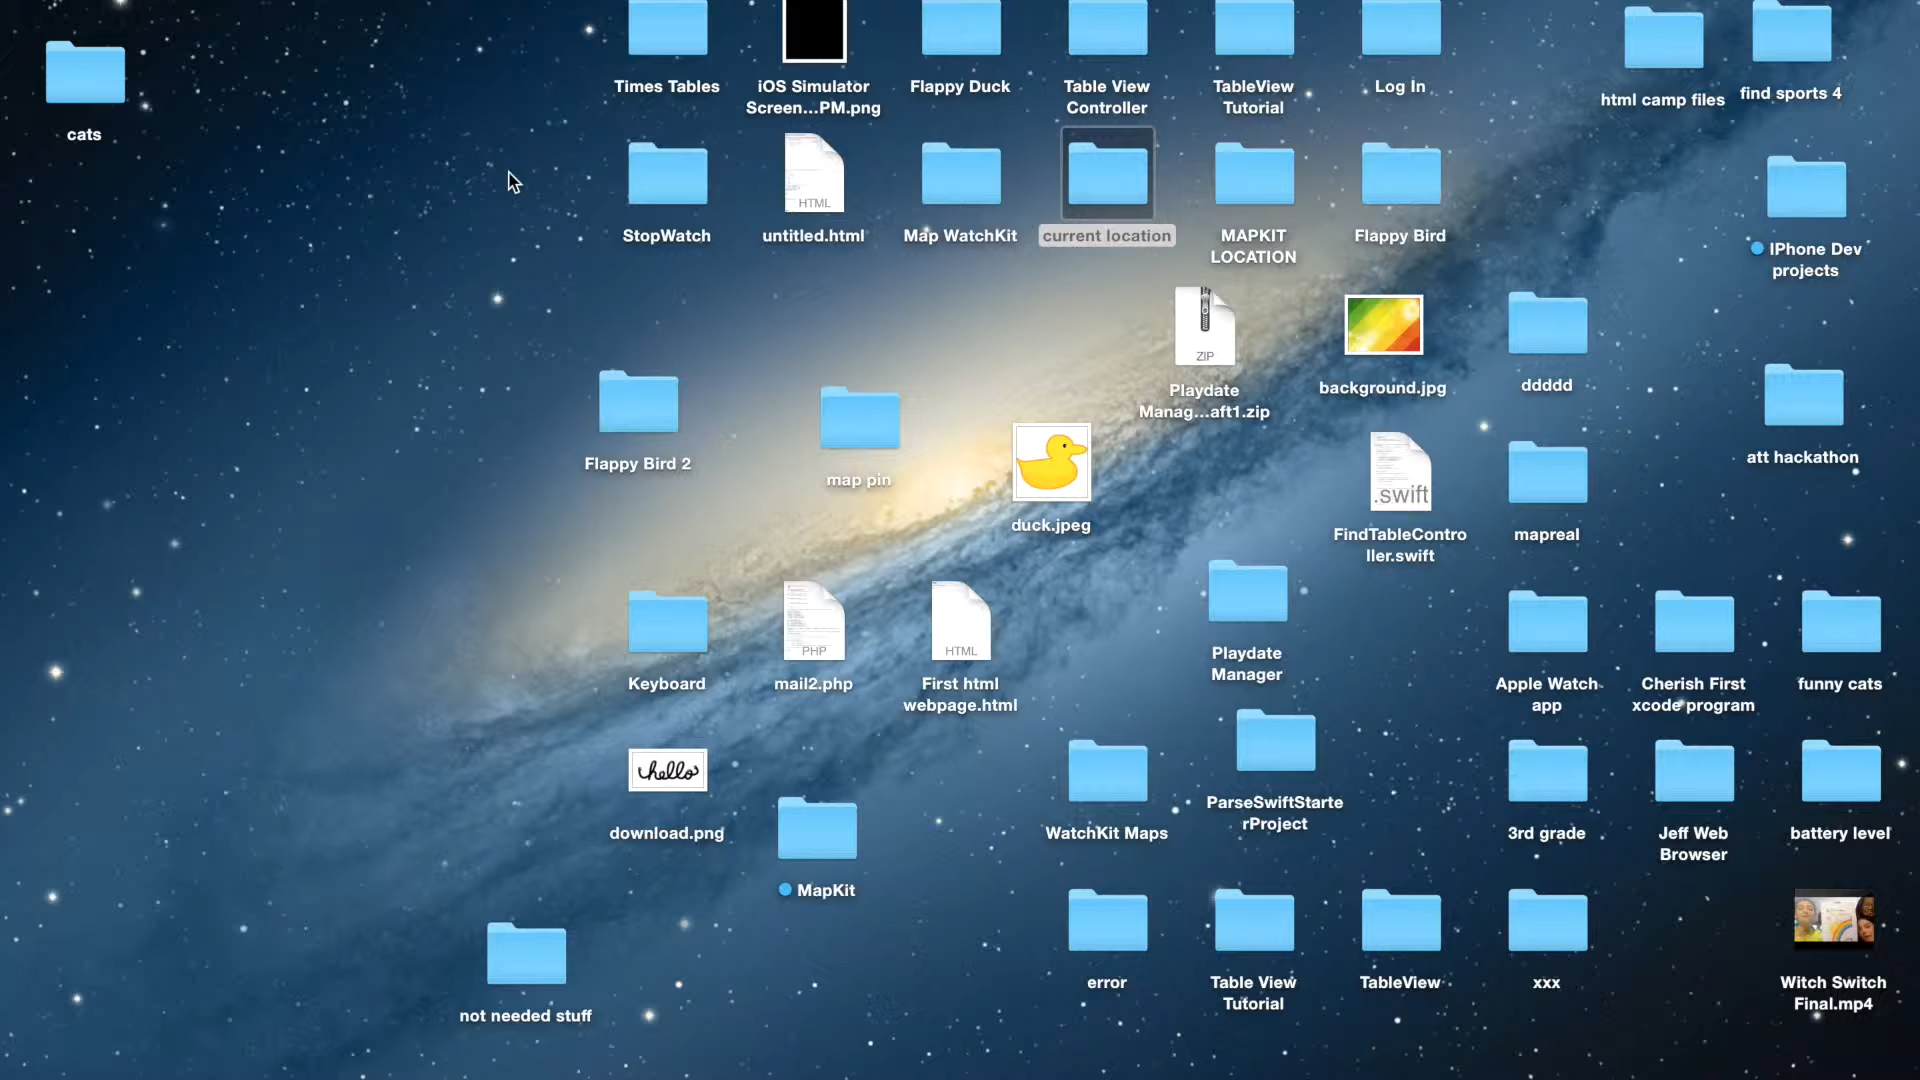 cats
Times Tables
iOS Simulator
Screen...PM.png
Flappy Duck
Table View
Controller
TableView
Tutorial
Log In
html camp files
find sports 4
StopWatch
HTML
untitled.html
Map WatchKit
current location
MAPKIT
LOCATION
Flappy Bird
IPhone Dev
projects
ZIP
Playdate
Manag...aft1.zip
background.jpg
ddddd
Flappy Bird 2
map pin
duck.jpeg
.swift
FindTableContro
ller.swift
mapreal
att hackathon
Keyboard
PHP
mail2.php
HTML
First html
webpage.html
Playdate
Manager
Apple Watch
app
Cherish First
xcode program
funny cats
hello
download.png
MapKit
WatchKit Maps
ParseSwiftStarte
rProject
3rd grade
Jeff Web
Browser
battery level
not needed stuff
error
Table View
Tutorial
TableView
xxx
Witch Switch
Final.mp4